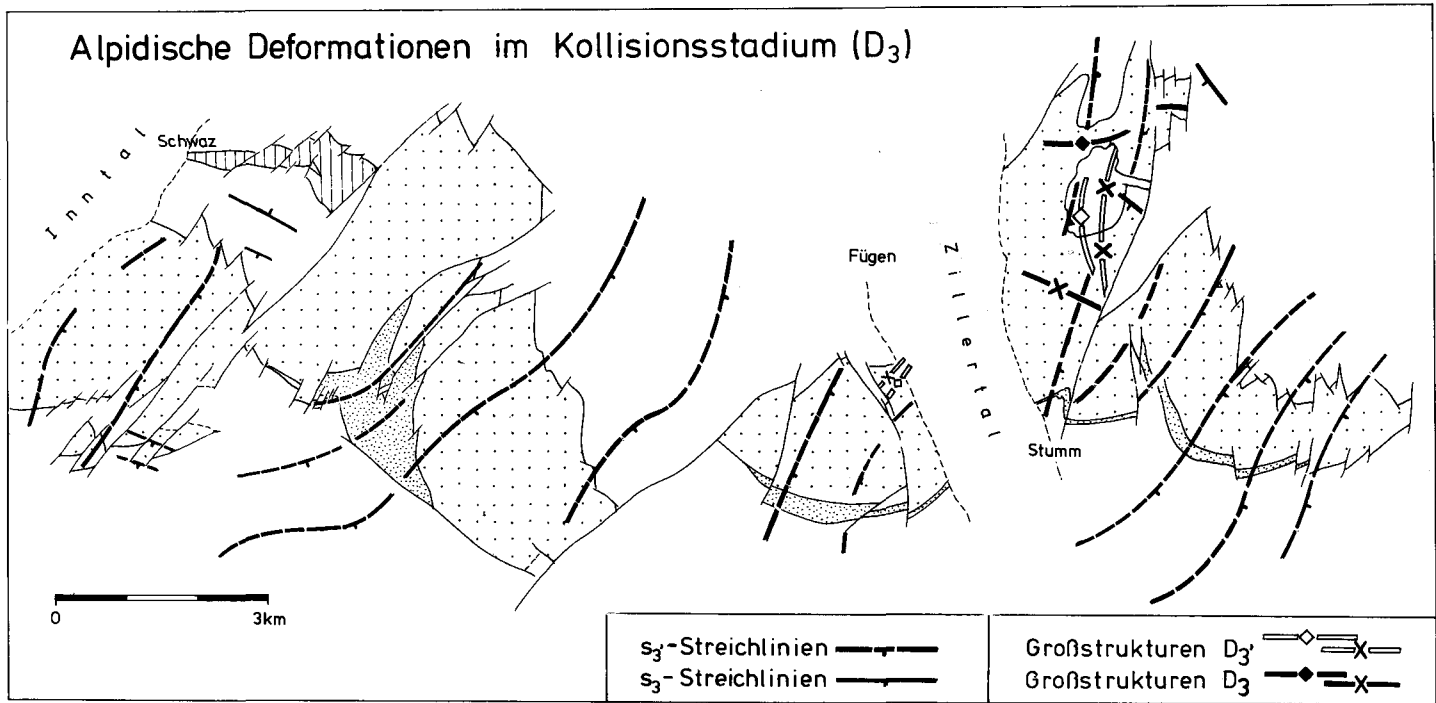 Alpidische Deformationen im Kollisionsstadium (D₃)
Inntal
Schwaz
Fügen
Zillertal
Stumm
0 3km
s₃'-Streichlinien
s₃-Streichlinien
Großstrukturen D₃'
Großstrukturen D₃